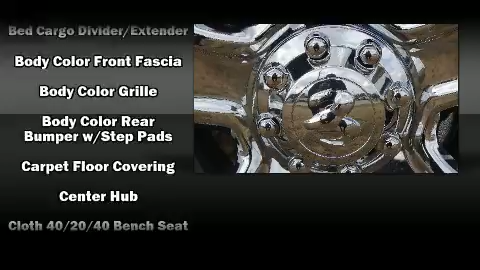 Bed Cargo Divider/Extender
Body Color Front Fascia
Body Color Grille
Body Color Rear
Bumper w/Step Pads
Carpet Floor Covering
Center Hub
Cloth 40/20/40 Bench Seat